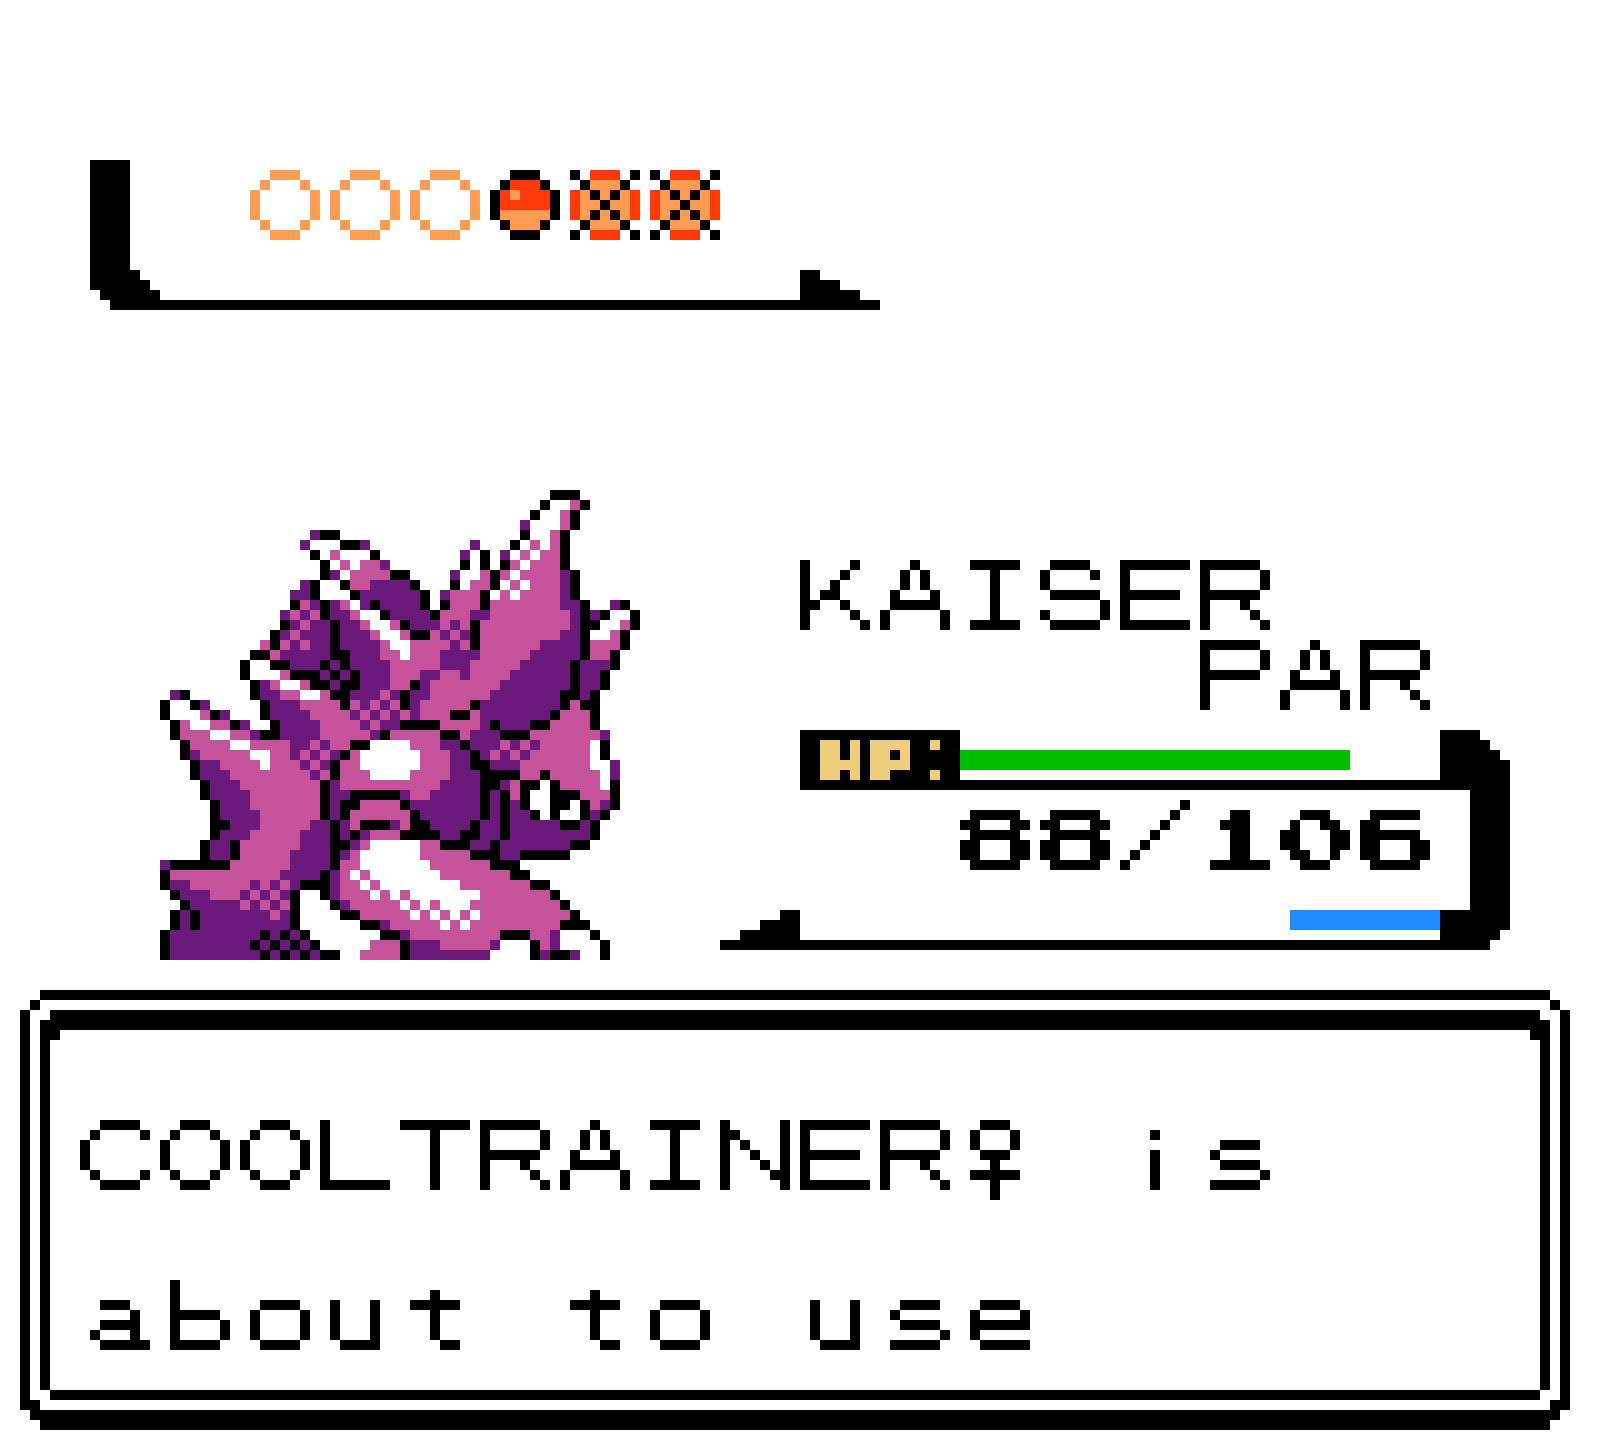 KAISER
PAR
HP:
88/106
COOLTRAINER♀ is
about to use